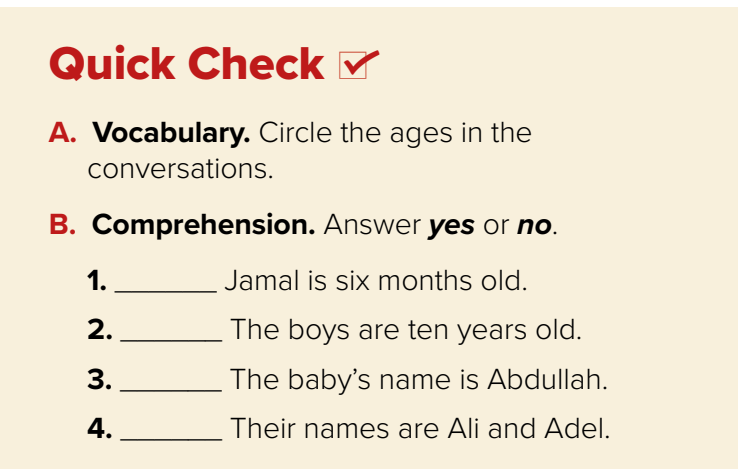 Quick Check
A. Vocabulary. Circle the ages in the
conversations.
B. Comprehension. Answer yes or no.
1. _______ Jamal is six months old.
2. _______ The boys are ten years old.
3. _______ The baby's name is Abdullah.
4. _______ Their names are Ali and Adel.